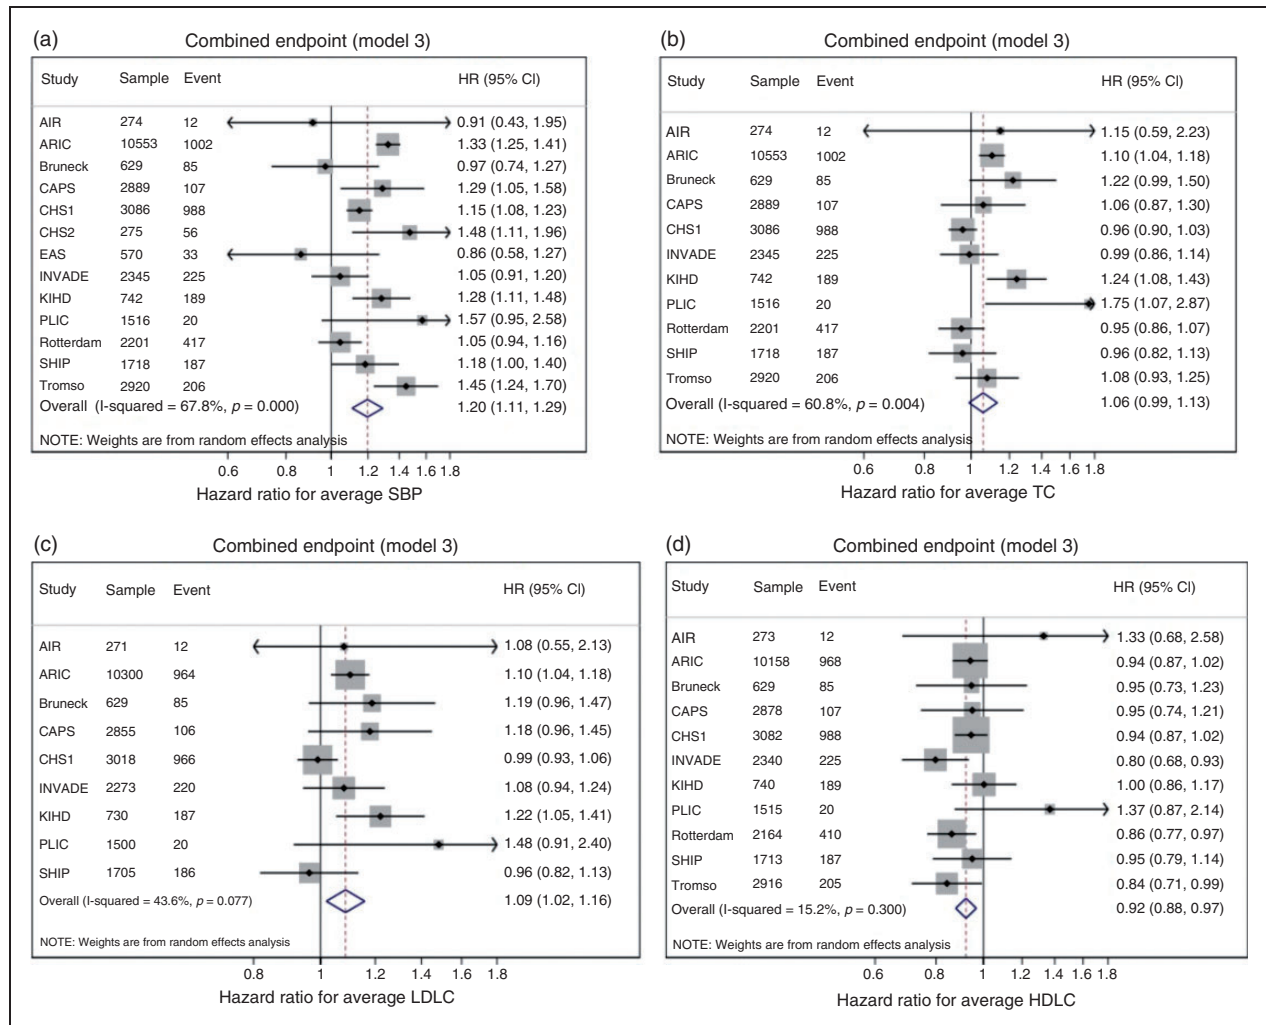 (a)
Combined endpoint (model 3)
Study Sample Event HR (95% CI)
AIR 274 12 0.91 (0.43, 1.95)
ARIC 10553 1002 1.33 (1.25, 1.41)
Bruneck 629 85 0.97 (0.74, 1.27)
CAPS 2889 107 1.29 (1.05, 1.58)
CHS1 3086 988 1.15 (1.08, 1.23)
CHS2 275 56 1.48 (1.11, 1.96)
EAS 570 33 0.86 (0.58, 1.27)
INVADE 2345 225 1.05 (0.91, 1.20)
KIHD 742 189 1.28 (1.11, 1.48)
PLIC 1516 20 1.57 (0.95, 2.58)
Rotterdam 2201 417 1.05 (0.94, 1.16)
SHIP 1718 187 1.18 (1.00, 1.40)
Tromso 2920 206 1.45 (1.24, 1.70)
Overall (I-squared = 67.8%, p = 0.000) 1.20 (1.11, 1.29)
NOTE: Weights are from random effects analysis
0.6 0.8 1 1.2 1.4 1.6 1.8
Hazard ratio for average SBP
(b)
Combined endpoint (model 3)
Study Sample Event HR (95% CI)
AIR 274 12 1.15 (0.59, 2.23)
ARIC 10553 1002 1.10 (1.04, 1.18)
Bruneck 629 85 1.22 (0.99, 1.50)
CAPS 2889 107 1.06 (0.87, 1.30)
CHS1 3086 988 0.96 (0.90, 1.03)
INVADE 2345 225 0.99 (0.86, 1.14)
KIHD 742 189 1.24 (1.08, 1.43)
PLIC 1516 20 1.75 (1.07, 2.87)
Rotterdam 2201 417 0.95 (0.86, 1.07)
SHIP 1718 187 0.96 (0.82, 1.13)
Tromso 2920 206 1.08 (0.93, 1.25)
Overall (I-squared = 60.8%, p = 0.004) 1.06 (0.99, 1.13)
NOTE: Weights are from random effects analysis
0.6 0.8 1 1.2 1.4 1.6 1.8
Hazard ratio for average TC
(c)
Combined endpoint (model 3)
Study Sample Event HR (95% CI)
AIR 271 12 1.08 (0.55, 2.13)
ARIC 10300 964 1.10 (1.04, 1.18)
Bruneck 629 85 1.19 (0.96, 1.47)
CAPS 2855 106 1.18 (0.96, 1.45)
CHS1 3018 966 0.99 (0.93, 1.06)
INVADE 2273 220 1.08 (0.94, 1.24)
KIHD 730 187 1.22 (1.05, 1.41)
PLIC 1500 20 1.48 (0.91, 2.40)
SHIP 1705 186 0.96 (0.82, 1.13)
Overall (I-squared = 43.6%, p = 0.077) 1.09 (1.02, 1.16)
NOTE: Weights are from random effects analysis
0.8 1 1.2 1.4 1.6 1.8
Hazard ratio for average LDLC
(d)
Combined endpoint (model 3)
Study Sample Event HR (95% CI)
AIR 273 12 1.33 (0.68, 2.58)
ARIC 10158 968 0.94 (0.87, 1.02)
Bruneck 629 85 0.95 (0.73, 1.23)
CAPS 2878 107 0.95 (0.74, 1.21)
CHS1 3082 988 0.94 (0.87, 1.02)
INVADE 2340 225 0.80 (0.68, 0.93)
KIHD 740 189 1.00 (0.86, 1.17)
PLIC 1515 20 1.37 (0.87, 2.14)
Rotterdam 2164 410 0.86 (0.77, 0.97)
SHIP 1713 187 0.95 (0.79, 1.14)
Tromso 2916 205 0.84 (0.71, 0.99)
Overall (I-squared = 15.2%, p = 0.300) 0.92 (0.88, 0.97)
NOTE: Weights are from random effects analysis
0.6 0.8 1 1.2 1.4 1.6 1.8
Hazard ratio for average HDLC